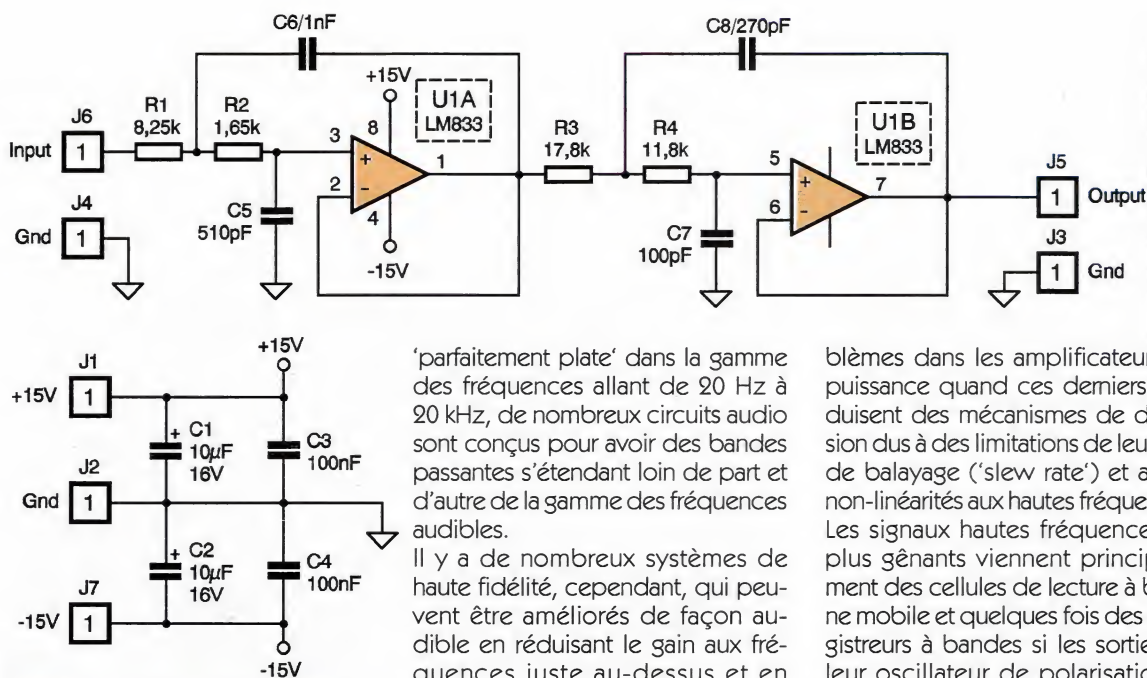 C6/1nF
C8/270pF
+15V
U1A
LM833
U1B
LM833
J6
Input
1
R1
8,25k
R2
1,65k
3
8
+
2
-
4
1
-15V
R3
17,8k
R4
11,8k
5
+
6
-
7
J5
1
Output
J4
Gnd
1
C5
510pF
C7
100pF
J3
1
Gnd
J1
+15V
1
+15V
+ C1
10µF
16V
C3
100nF
J2
Gnd
1
+ C2
10µF
16V
C4
100nF
J7
-15V
1
-15V
'parfaitement plate' dans la gamme
des fréquences allant de 20 Hz à
20 kHz, de nombreux circuits audio
sont conçus pour avoir des bandes
passantes s'étendant loin de part et
d'autre de la gamme des fréquences
audibles.
Il y a de nombreux systèmes de
haute fidélité, cependant, qui peu-
vent être améliorés de façon au-
dible en réduisant le gain aux fré-
quences juste au-dessus et en
blèmes dans les amplificateur
puissance quand ces derniers
duisent des mécanismes de d
sion dus à des limitations de leu
de balayage ('slew rate') et a
non-linéarités aux hautes fréque
Les signaux hautes fréquence
plus gênants viennent princip
ment des cellules de lecture à b
ne mobile et quelques fois des
gistreurs à bandes si les sortie
leur oscillateur de polarisatio